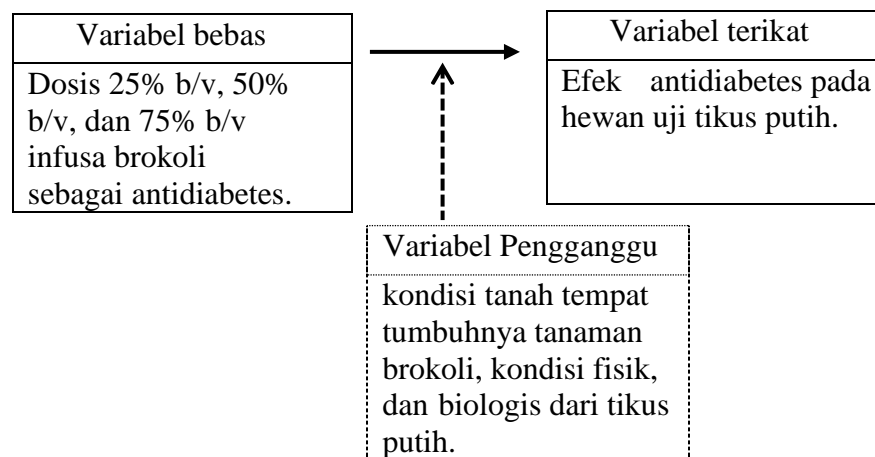 Variabel bebas
Dosis 25% b/v, 50%
b/v, dan 75% b/v
infusa brokoli
sebagai antidiabetes.
Variabel terikat
Efek antidiabetes pada
hewan uji tikus putih.
Variabel Pengganggu
kondisi tanah tempat
tumbuhnya tanaman
brokoli, kondisi fisik,
dan biologis dari tikus
putih.